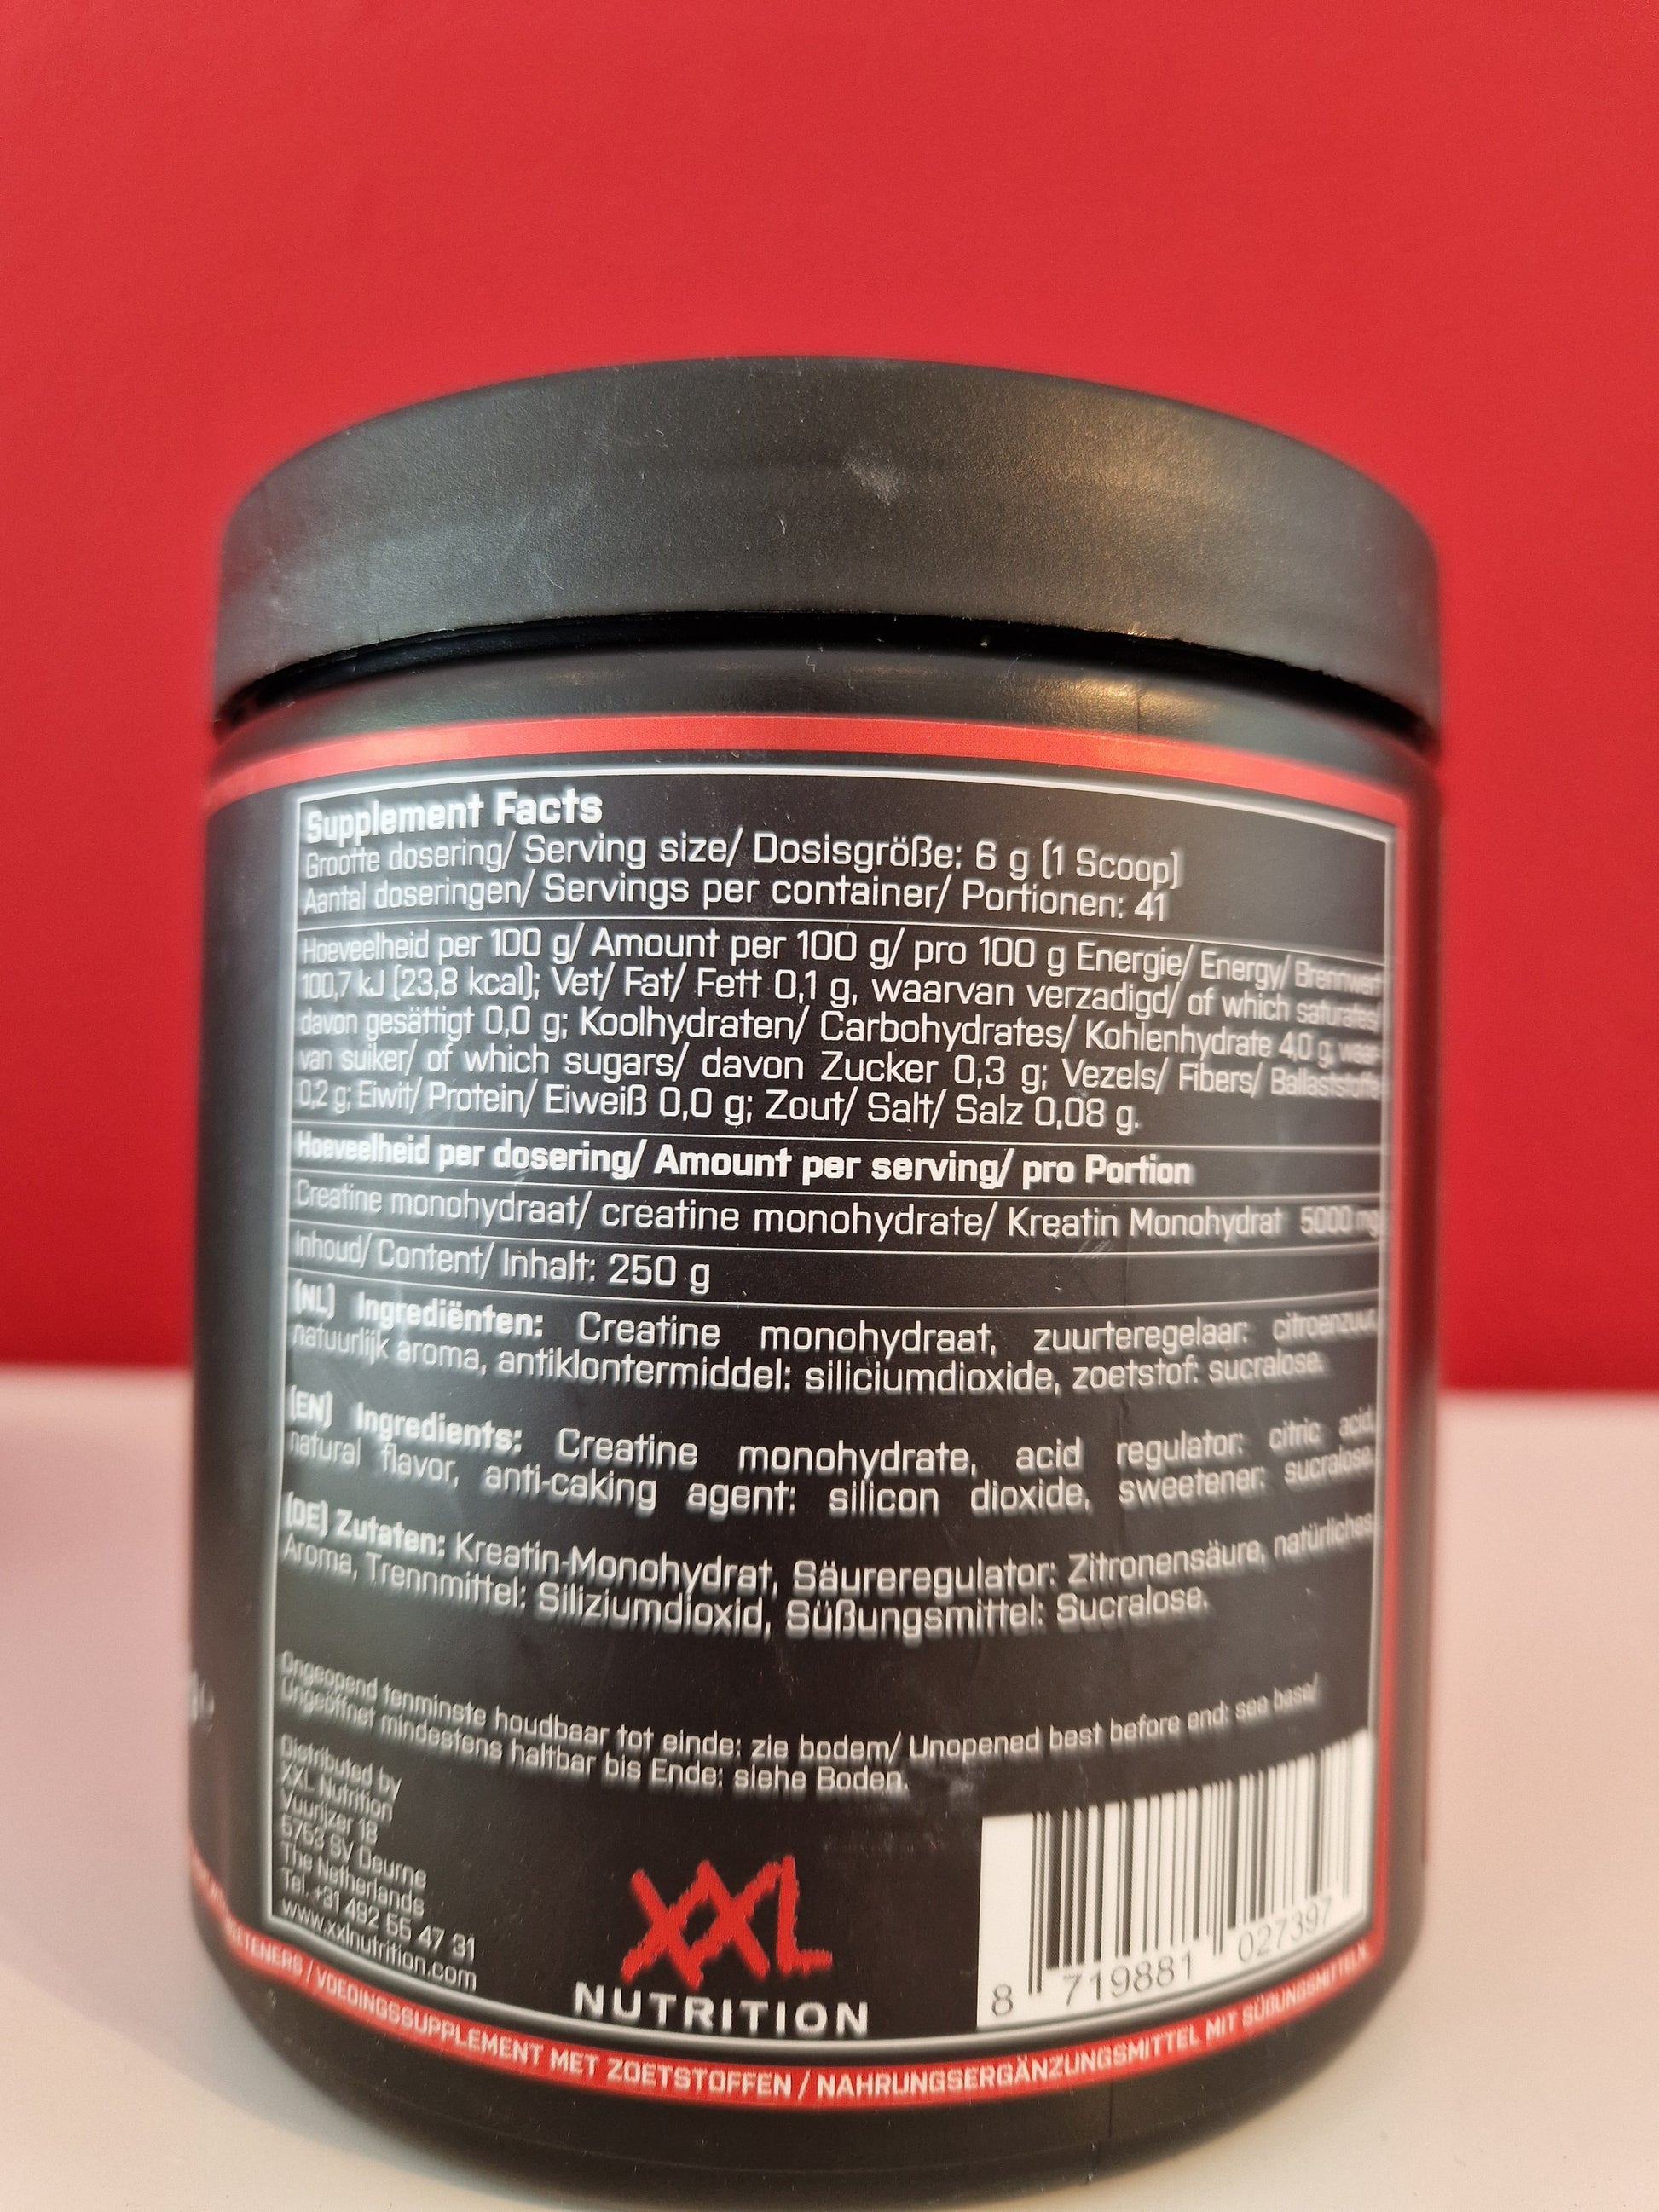 Supplement Facts
Grootte dosering/ Serving size/ Dosisgröße: 6 g (1 Scoop)
Aantal doseringen/ Servings per container/ Portionen: 41
Hoeveelheid per 100 g/ Amount per 100 g/ pro 100 g Energie/ Energy/ Brennwert
100,7 kJ (23,8 kcal); Vet/ Fat/ Fett 0,1 g, waarvan verzadigd/ of which saturates/
davon gesättigt 0,0 g; Koolhydraten/ Carbohydrates/ Kohlenhydrate 4,0 g, waar-
van suiker/ of which sugars/ davon Zucker 0,3 g; Vezels/ Fibers/ Ballaststoffe
0,2 g; Eiwit/ Protein/ Eiweiß 0,0 g; Zout/ Salt/ Salz 0,08 g.
Hoeveelheid per dosering/ Amount per serving/ pro Portion
Creatine monohydraat/ creatine monohydrate/ Kreatin Monohydrat 5000 mg
Inhoud/ Content/ Inhalt: 250 g
(NL) Ingrediënten: Creatine monohydraat, zuurteregelaar: citroenzuur,
natuurlijk aroma, antiklontermiddel: siliciumdioxide, zoetstof: sucralose.
(EN) Ingredients: Creatine monohydrate, acid regulator: citric acid,
natural flavor, anti-caking agent: silicon dioxide, sweetener: sucralose.
(DE) Zutaten: Kreatin-Monohydrat, Säureregulator: Zitronensäure, natürliches
Aroma, Trennmittel: Siliziumdioxid, Süßungsmittel: Sucralose.
Ongeopend tenminste houdbaar tot einde: zie bodem/ Unopened best before end: see base/
Ungeöffnet mindestens haltbar bis Ende: siehe Boden.
Distributed by
XXL Nutrition
Vuurijzer 18
5753 SV Deurne
The Netherlands
Tel. +31 492 55 47 31
www.xxlnutrition.com
XXL
NUTRITION
8 719881 027397
/ VOEDINGSSUPPLEMENT MET ZOETSTOFFEN / NAHRUNGSERGÄNZUNGSMITTEL MIT SÜßUNGSMITTELN